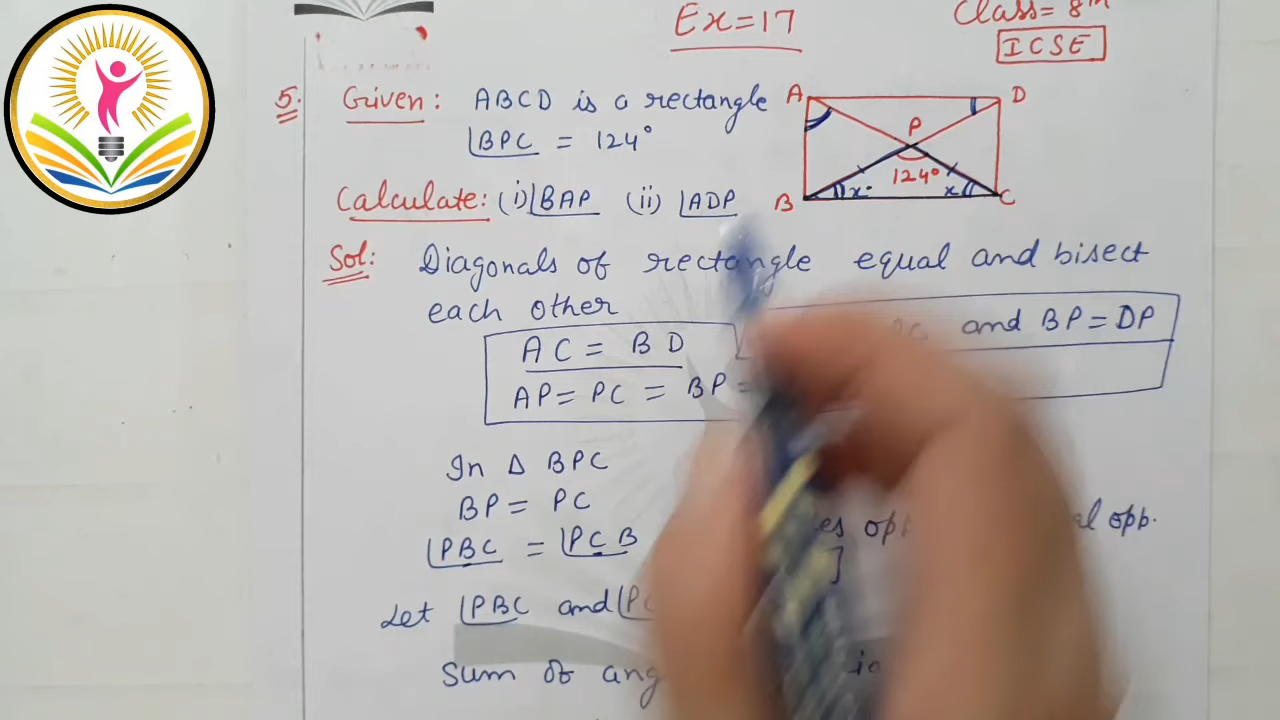 Ex=17
Class= 8th
ICSE
5. Given: ABCD is a rectangle
∠BPC = 124°
Calculate: (i) ∠BAP (ii) ∠ADP
A D
P
124°
x° x
B C
Sol: Diagonals of rectangle equal and bisect
each other
AC = BD and BP = DP
AP = PC = BP =
In Δ BPC
BP = PC
∠PBC = ∠PCB opp.
Let ∠PBC and
Sum of